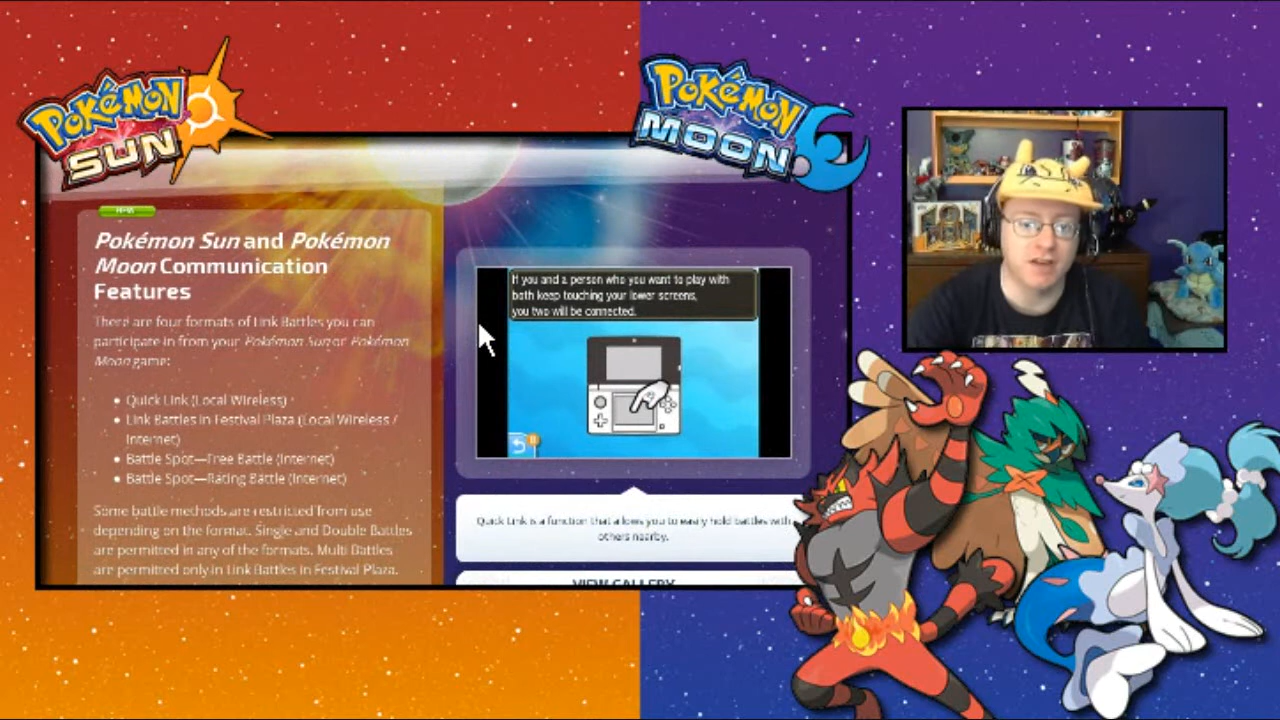 POKéMON
SUN
POKéMON
MOON
Pokémon Sun and Pokémon
Moon Communication
Features
There are four formats of Link Battles you can
participate in from your Pokémon Sun or Pokémon
Moon game:
• Quick Link (Local Wireless)
• Link Battles in Festival Plaza (Local Wireless /
Internet)
• Battle Spot—Free Battle (Internet)
• Battle Spot—Rating Battle (Internet)
Some battle methods are restricted from use
depending on the format. Single and Double Battles
are permitted in any of the formats. Multi Battles
are permitted only in Link Battles in Festival Plaza.
If you and a person who you want to play with
both keep touching your lower screens,
you two will be connected.
Quick Link is a function that allows you to easily hold battles with
others nearby.
VIEW GALLERY